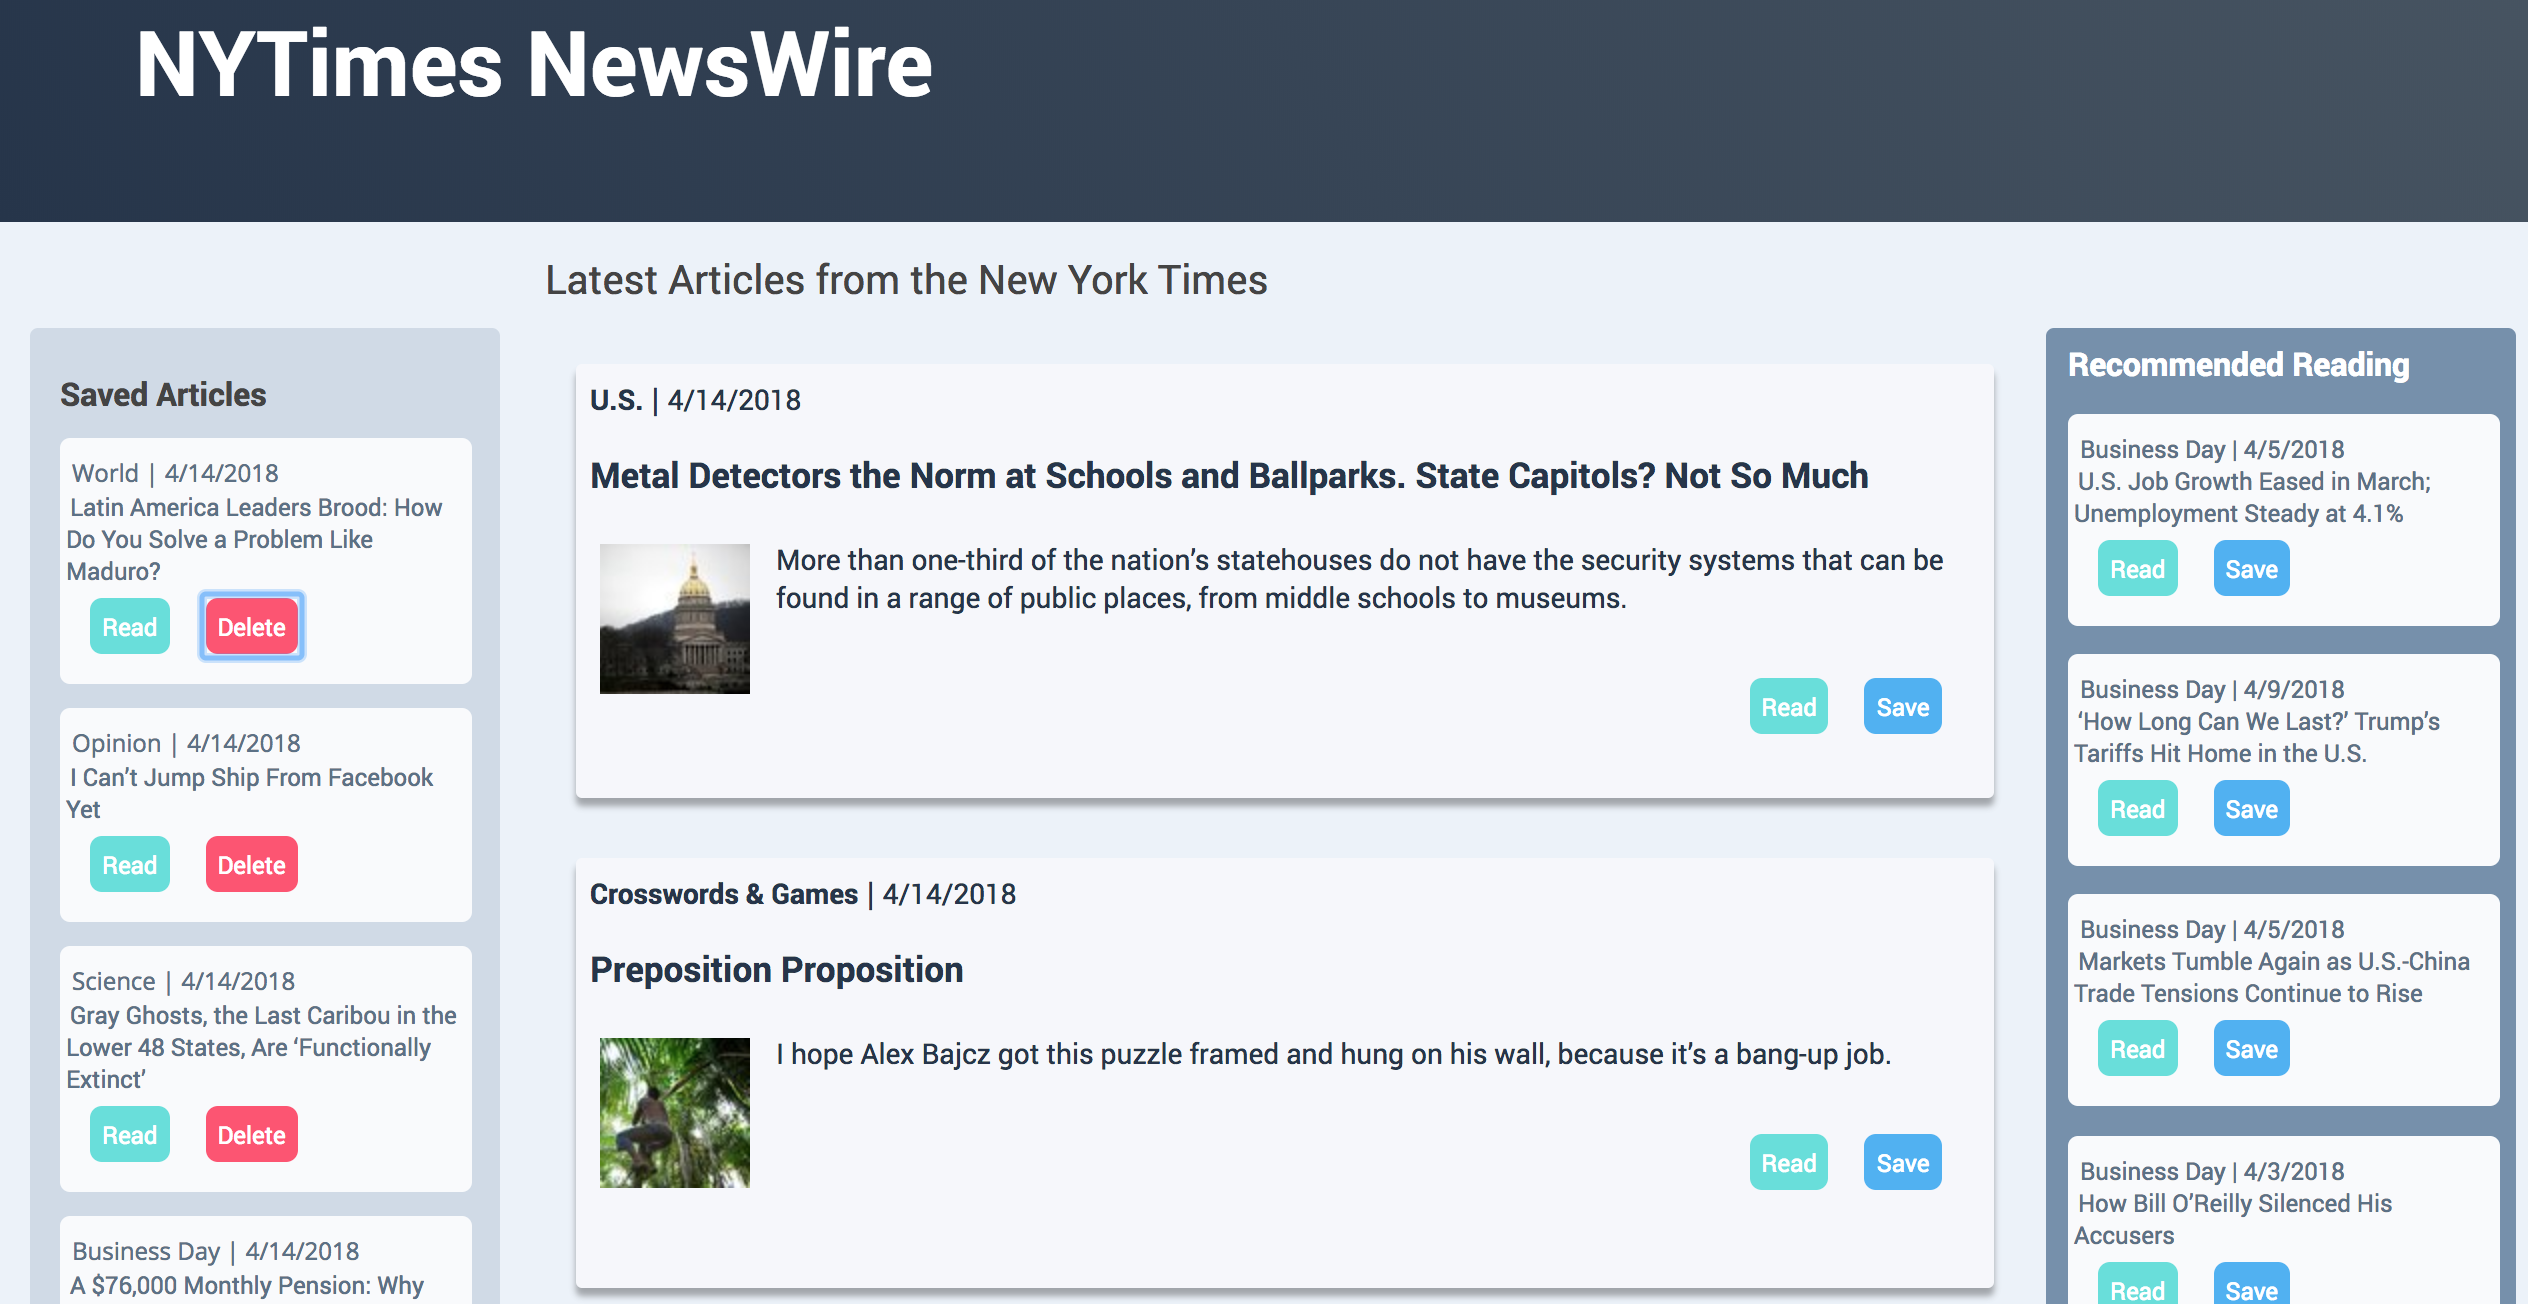 NYTimes NewsWire
Latest Articles from the New York Times
Saved Articles
World | 4/14/2018
Latin America Leaders Brood: How
Do You Solve a Problem Like
Maduro?
Read Delete
Opinion | 4/14/2018
I Can’t Jump Ship From Facebook
Yet
Read Delete
Science | 4/14/2018
Gray Ghosts, the Last Caribou in the
Lower 48 States, Are ‘Functionally
Extinct’
Read Delete
Business Day | 4/14/2018
A $76,000 Monthly Pension: Why
U.S. | 4/14/2018
Metal Detectors the Norm at Schools and Ballparks. State Capitols? Not So Much
More than one-third of the nation’s statehouses do not have the security systems that can be
found in a range of public places, from middle schools to museums.
Read Save
Crosswords & Games | 4/14/2018
Preposition Proposition
I hope Alex Bajcz got this puzzle framed and hung on his wall, because it’s a bang-up job.
Read Save
Recommended Reading
Business Day | 4/5/2018
U.S. Job Growth Eased in March;
Unemployment Steady at 4.1%
Read Save
Business Day | 4/9/2018
‘How Long Can We Last?’ Trump’s
Tariffs Hit Home in the U.S.
Read Save
Business Day | 4/5/2018
Markets Tumble Again as U.S.-China
Trade Tensions Continue to Rise
Read Save
Business Day | 4/3/2018
How Bill O’Reilly Silenced His
Accusers
Read Save